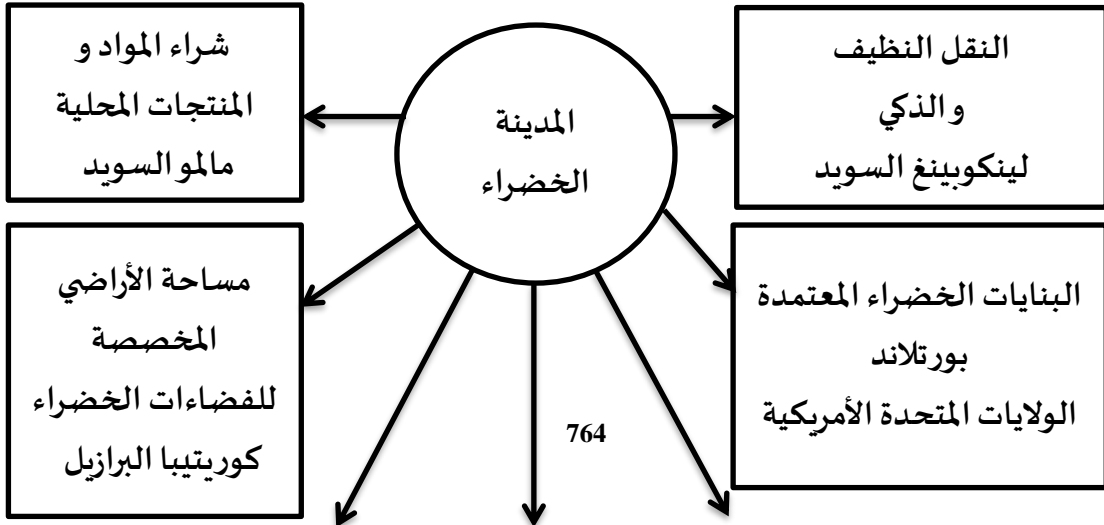 المدينة
الخضراء
النقل النظيف
و الذكي
لينكوبينغ السويد
شراء المواد و
المنتجات المحلية
مالمو السويد
البنايات الخضراء المعتمدة
بورتلاند
الولايات المتحدة الأمريكية
مساحة الأراضي
المخصصة
للفضاءات الخضراء
كوريتيبا البرازيل
764